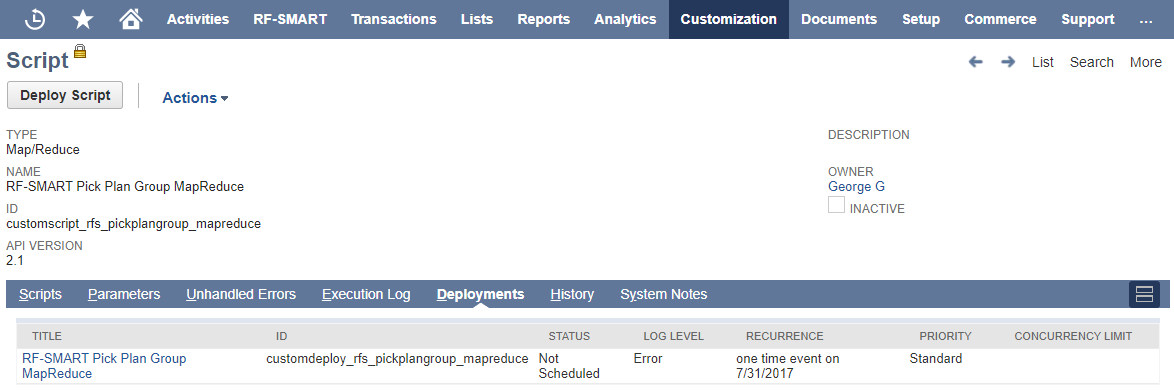 Activities RF-SMART Transactions Lists Reports Analytics Customization Documents Setup Commerce Support ...
Script
List Search More
Deploy Script Actions
TYPE
Map/Reduce
DESCRIPTION
NAME
RF-SMART Pick Plan Group MapReduce
OWNER
George G
ID
customscript_rfs_pickplangroup_mapreduce
INACTIVE
API VERSION
2.1
Scripts Parameters Unhandled Errors Execution Log Deployments History System Notes
TITLE ID STATUS LOG LEVEL RECURRENCE PRIORITY CONCURRENCY LIMIT
RF-SMART Pick Plan Group customdeploy_rfs_pickplangroup_mapreduce Not Error one time event on Standard
MapReduce Scheduled 7/31/2017